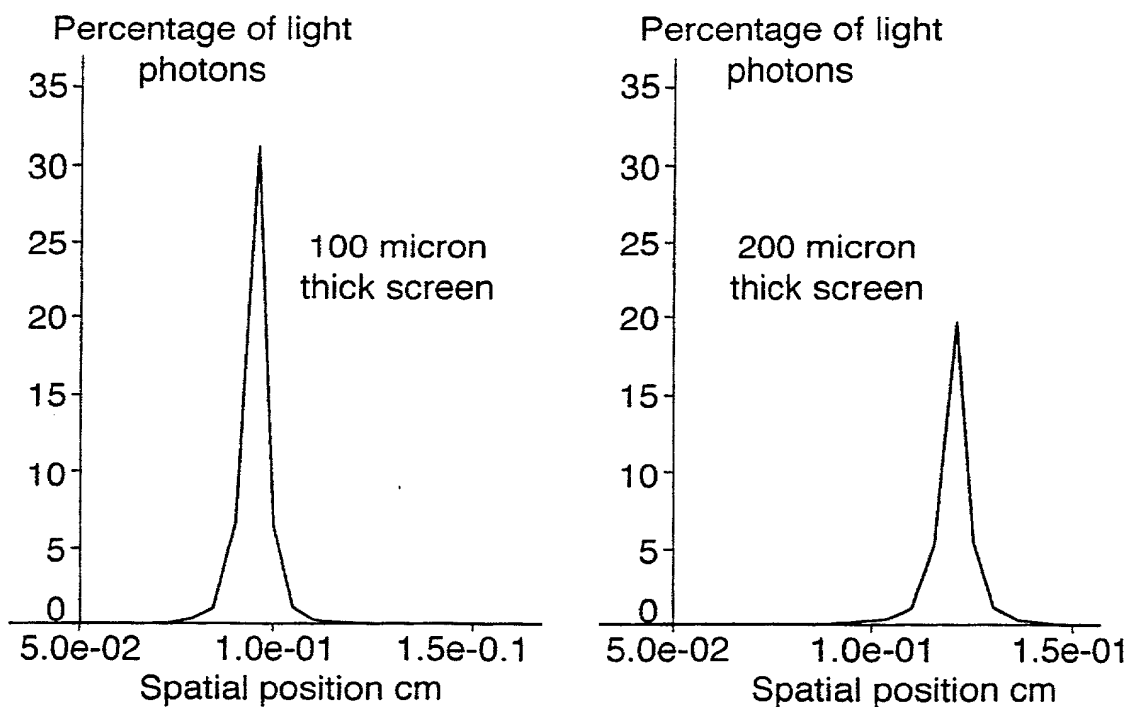 Percentage of light
photons
35
30
25
20
15
10
5
0
100 micron
thick screen
5.0e-02 1.0e-01 1.5e-0.1
Spatial position cm
Percentage of light
photons
35
30
25
20
15
10
5
0
200 micron
thick screen
5.0e-02 1.0e-01 1.5e-01
Spatial position cm